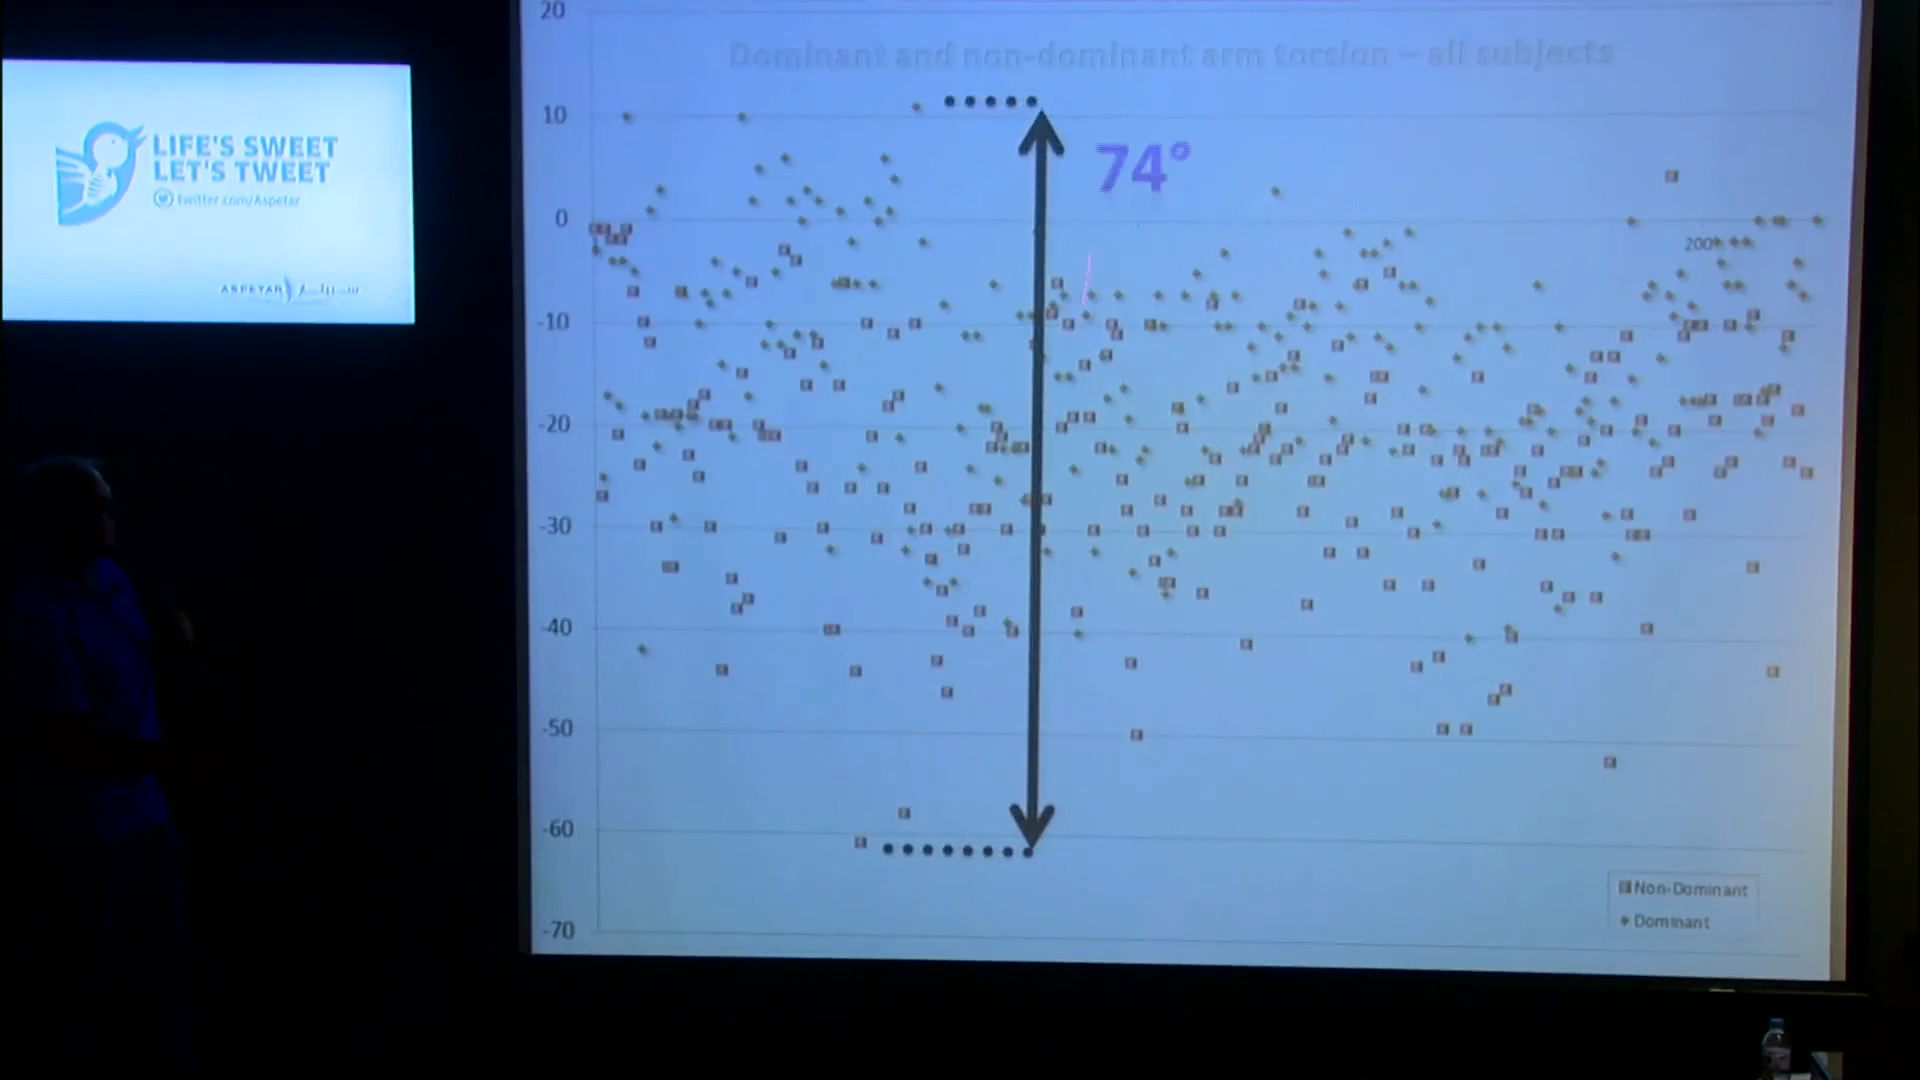 LIFE'S SWEET
LET'S TWEET
twitter.com/Aspetar
ASPETAR
Dominant and non-dominant arm torsion – all subjects
20
10
74°
0
200
-10
-20
-30
-40
-50
-60
-70
Non-Dominant
Dominant